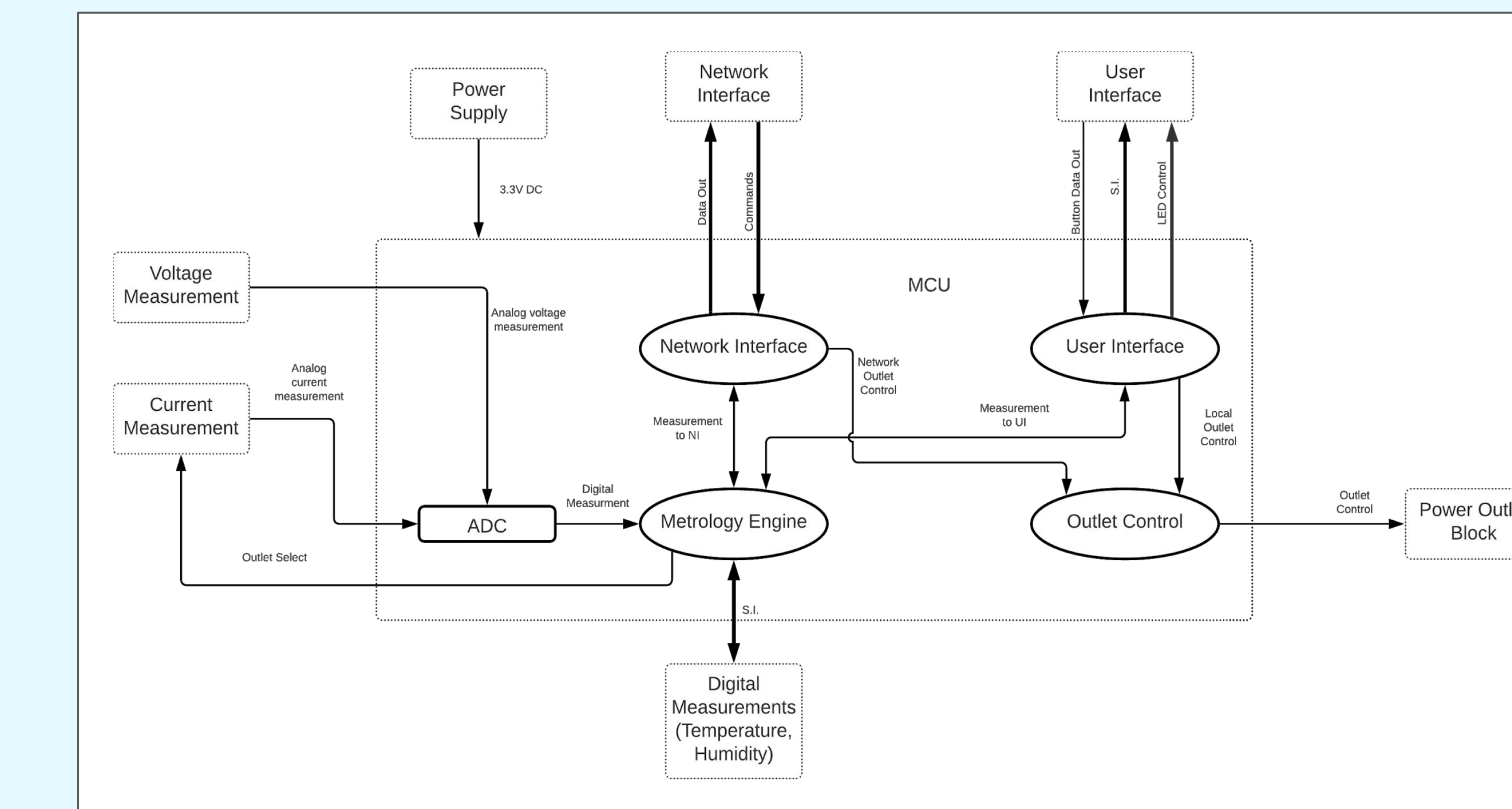 Power
Supply
Network
Interface
User
Interface
3.3V DC
Data Out
Commands
Button Data Out
S.I.
LED Control
MCU
Voltage
Measurement
Analog voltage
measurement
Network Interface
User Interface
Analog
current
measurement
Network
Outlet
Control
Current
Measurement
Measurement
to NI
Measurement
to UI
Local
Outlet
Control
Digital
Measurment
ADC
Metrology Engine
Outlet Control
Outlet
Control
Power
Block
Outlet Select
S.I.
Digital
Measurements
(Temperature,
Humidity)